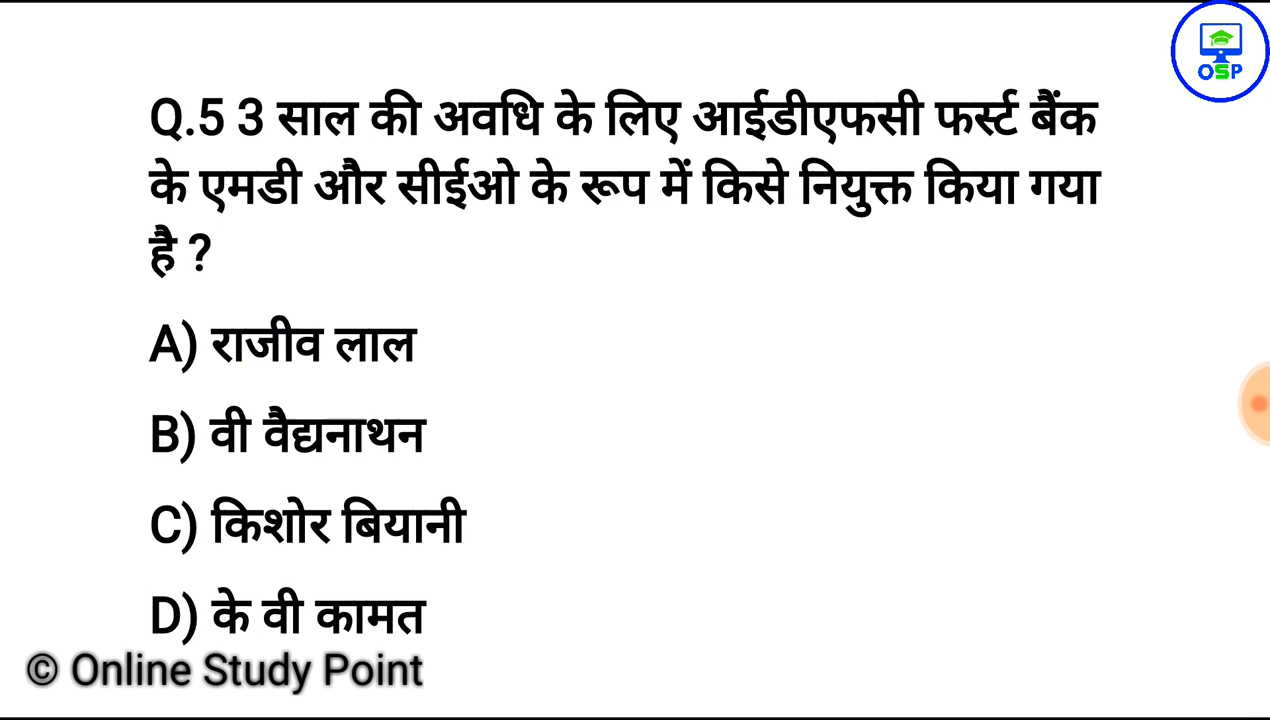 OSP
Q.5 3 साल की अवधि के लिए आईडीएफसी फर्स्ट बैंक
के एमडी और सीईओ के रूप में किसे नियुक्त किया गया
है ?
A) राजीव लाल
B) वी वैद्यनाथन
C) किशोर बियानी
D) के वी कामत
© Online Study Point